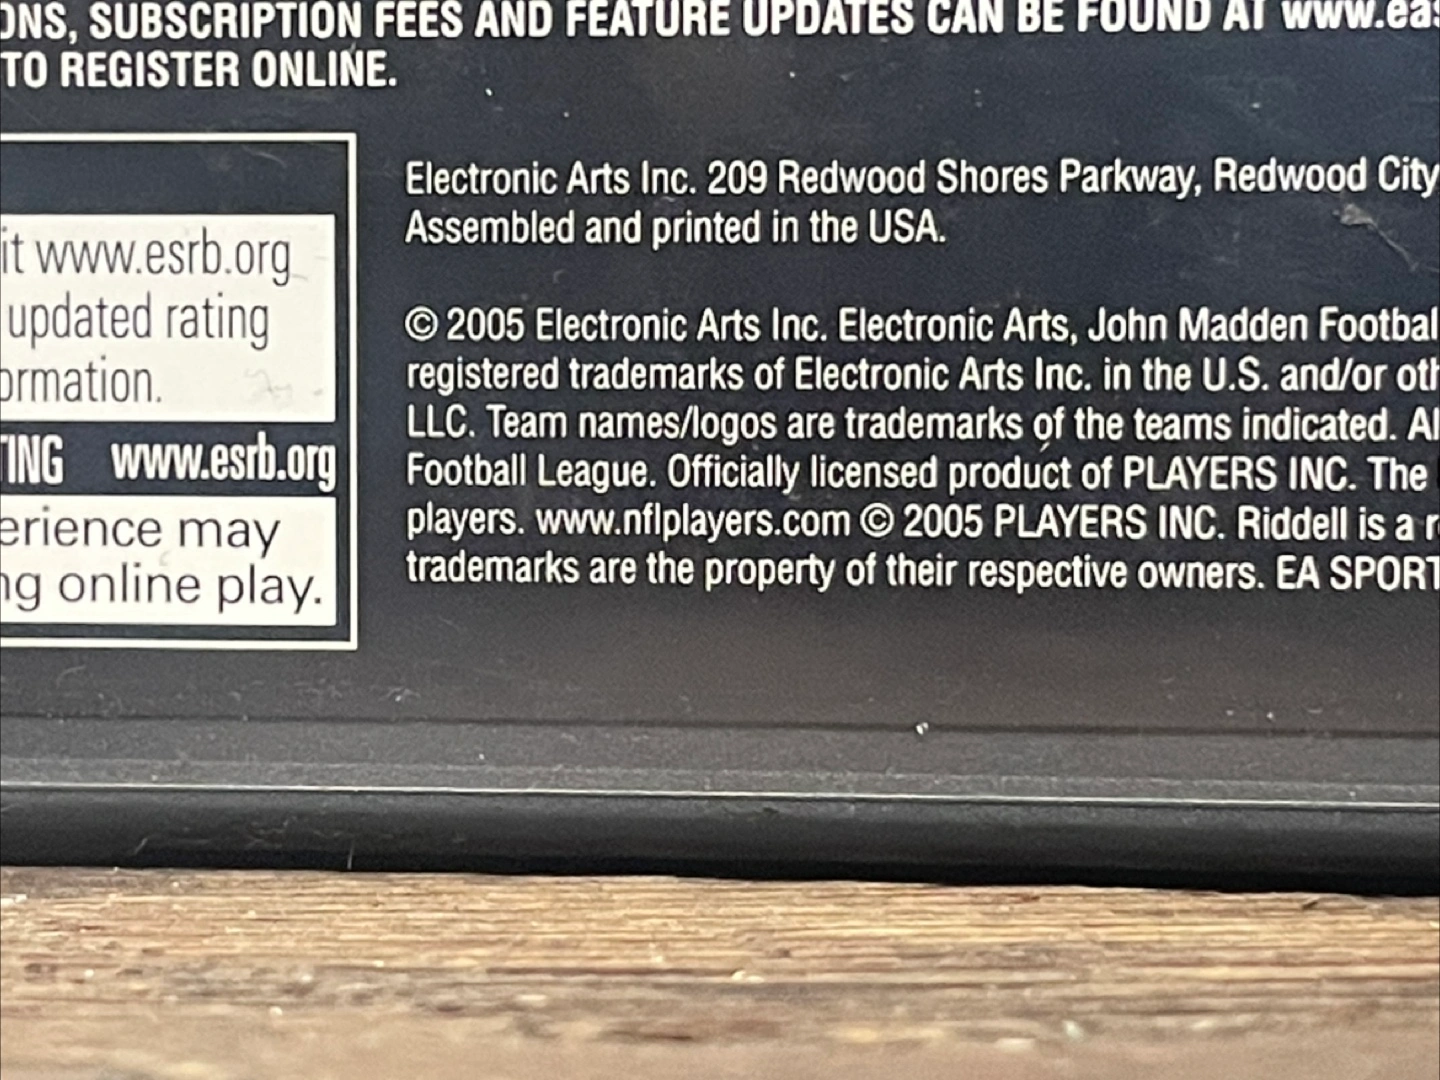 ONS, SUBSCRIPTION FEES AND FEATURE UPDATES CAN BE FOUND AT www.eas
TO REGISTER ONLINE.
it www.esrb.org
updated rating
ormation.
TING www.esrb.org
erience may
ng online play.
Electronic Arts Inc. 209 Redwood Shores Parkway, Redwood City
Assembled and printed in the USA.
© 2005 Electronic Arts Inc. Electronic Arts, John Madden Footbal
registered trademarks of Electronic Arts Inc. in the U.S. and/or oth
LLC. Team names/logos are trademarks of the teams indicated. Al
Football League. Officially licensed product of PLAYERS INC. The
players. www.nflplayers.com © 2005 PLAYERS INC. Riddell is a r
trademarks are the property of their respective owners. EA SPORT